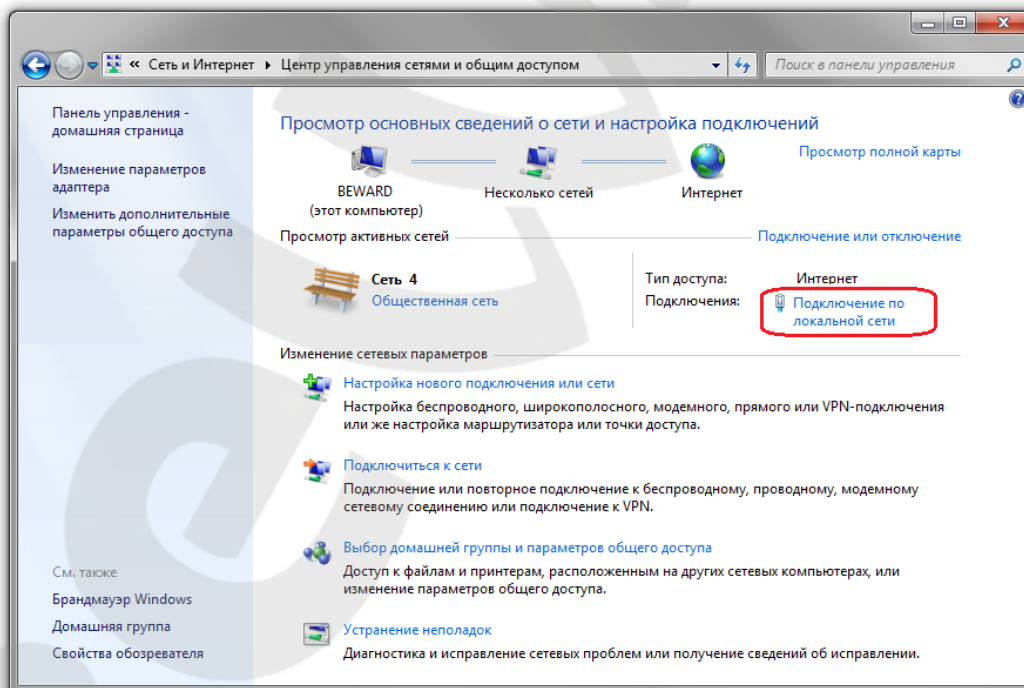 « Сеть и Интернет ▸ Центр управления сетями и общим доступом
Поиск в панели управления
Панель управления -
домашняя страница
Изменение параметров
адаптера
Изменить дополнительные
параметры общего доступа
См. также
Брандмауэр Windows
Домашняя группа
Свойства обозревателя
Просмотр основных сведений о сети и настройка подключений
Просмотр полной карты
BEWARD
(этот компьютер)
Несколько сетей
Интернет
Просмотр активных сетей
Подключение или отключение
Сеть 4
Общественная сеть
Тип доступа: Интернет
Подключения: Подключение по
локальной сети
Изменение сетевых параметров
Настройка нового подключения или сети
Настройка беспроводного, широкополосного, модемного, прямого или VPN-подключения
или же настройка маршрутизатора или точки доступа.
Подключиться к сети
Подключение или повторное подключение к беспроводному, проводному, модемному
сетевому соединению или подключение к VPN.
Выбор домашней группы и параметров общего доступа
Доступ к файлам и принтерам, расположенным на других сетевых компьютерах, или
изменение параметров общего доступа.
Устранение неполадок
Диагностика и исправление сетевых проблем или получение сведений об исправлении.